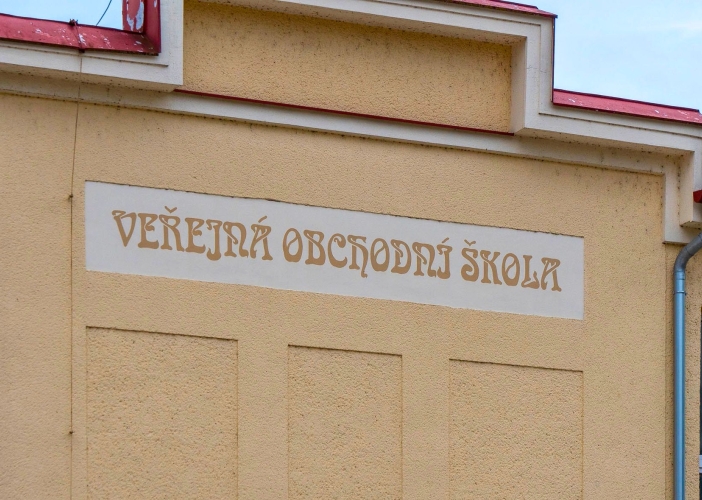 VEŘEJNÁ OBCHODNÍ ŠKOLA